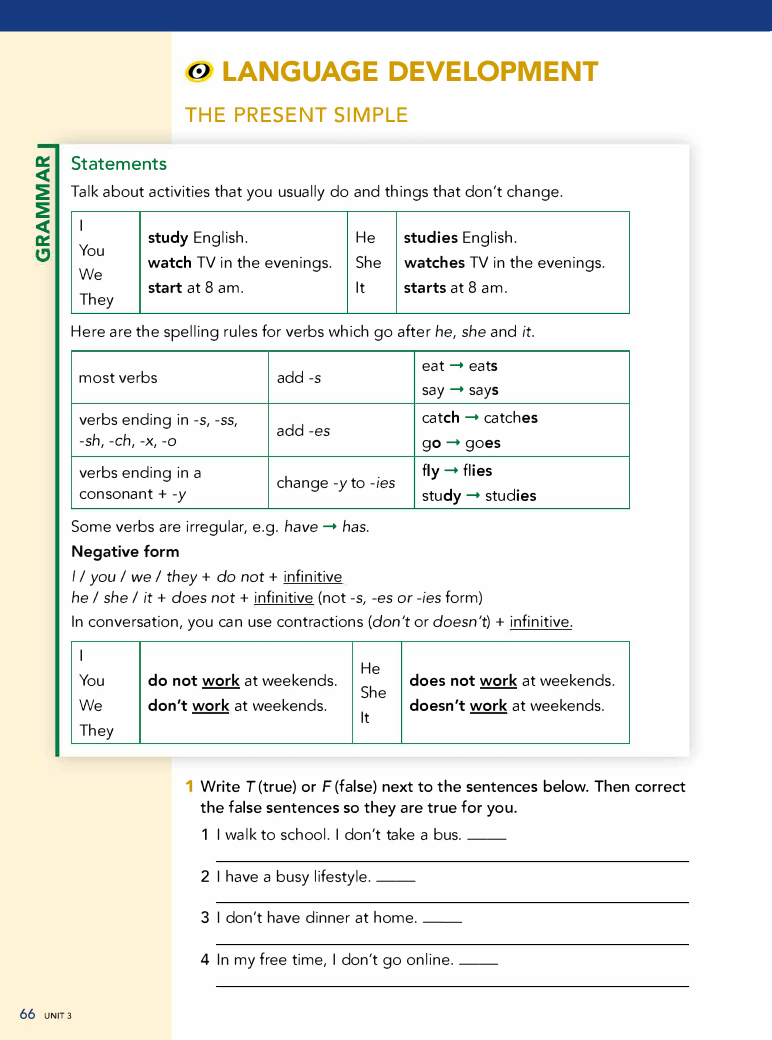 LANGUAGE DEVELOPMENT
THE PRESENT SIMPLE
GRAMMAR
Statements
Talk about activities that you usually do and things that don't change.
I
You
We
They
study English.
watch TV in the evenings.
start at 8 am.
He
She
It
studies English.
watches TV in the evenings.
starts at 8 am.
Here are the spelling rules for verbs which go after he, she and it.
most verbs
add -s
eat → eats
say → says
verbs ending in -s, -ss,
-sh, -ch, -x, -o
add -es
catch → catches
go → goes
verbs ending in a
consonant + -y
change -y to -ies
fly → flies
study → studies
Some verbs are irregular, e.g. have → has.
Negative form
I / you / we / they + do not + infinitive
he / she / it + does not + infinitive (not -s, -es or -ies form)
In conversation, you can use contractions (don't or doesn't) + infinitive.
I
You
We
They
do not work at weekends.
don't work at weekends.
He
She
It
does not work at weekends.
doesn't work at weekends.
1 Write T (true) or F (false) next to the sentences below. Then correct
the false sentences so they are true for you.
1 I walk to school. I don't take a bus. _____
2 I have a busy lifestyle. _____
3 I don't have dinner at home. _____
4 In my free time, I don't go online. _____
66 UNIT 3